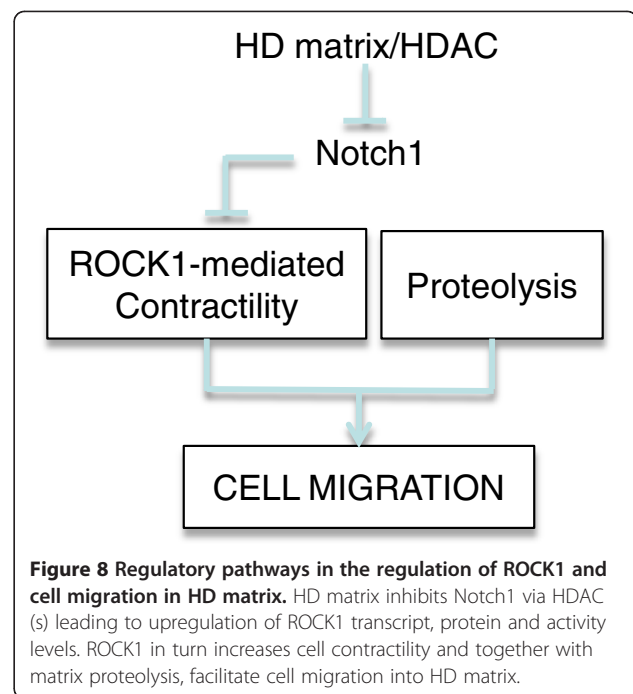 HD matrix/HDAC
Notch1
ROCK1-mediated
Contractility
Proteolysis
CELL MIGRATION
Figure 8 Regulatory pathways in the regulation of ROCK1 and
cell migration in HD matrix. HD matrix inhibits Notch1 via HDAC
(s) leading to upregulation of ROCK1 transcript, protein and activity
levels. ROCK1 in turn increases cell contractility and together with
matrix proteolysis, facilitate cell migration into HD matrix.